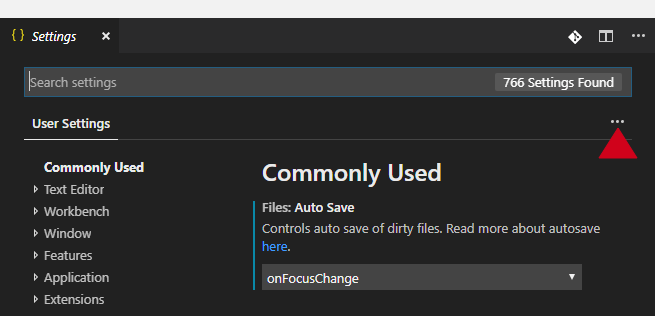 { } Settings ×
Search settings 766 Settings Found
User Settings
Commonly Used
Text Editor
Workbench
Window
Features
Application
Extensions
Commonly Used
Files: Auto Save
Controls auto save of dirty files. Read more about autosave
here.
onFocusChange